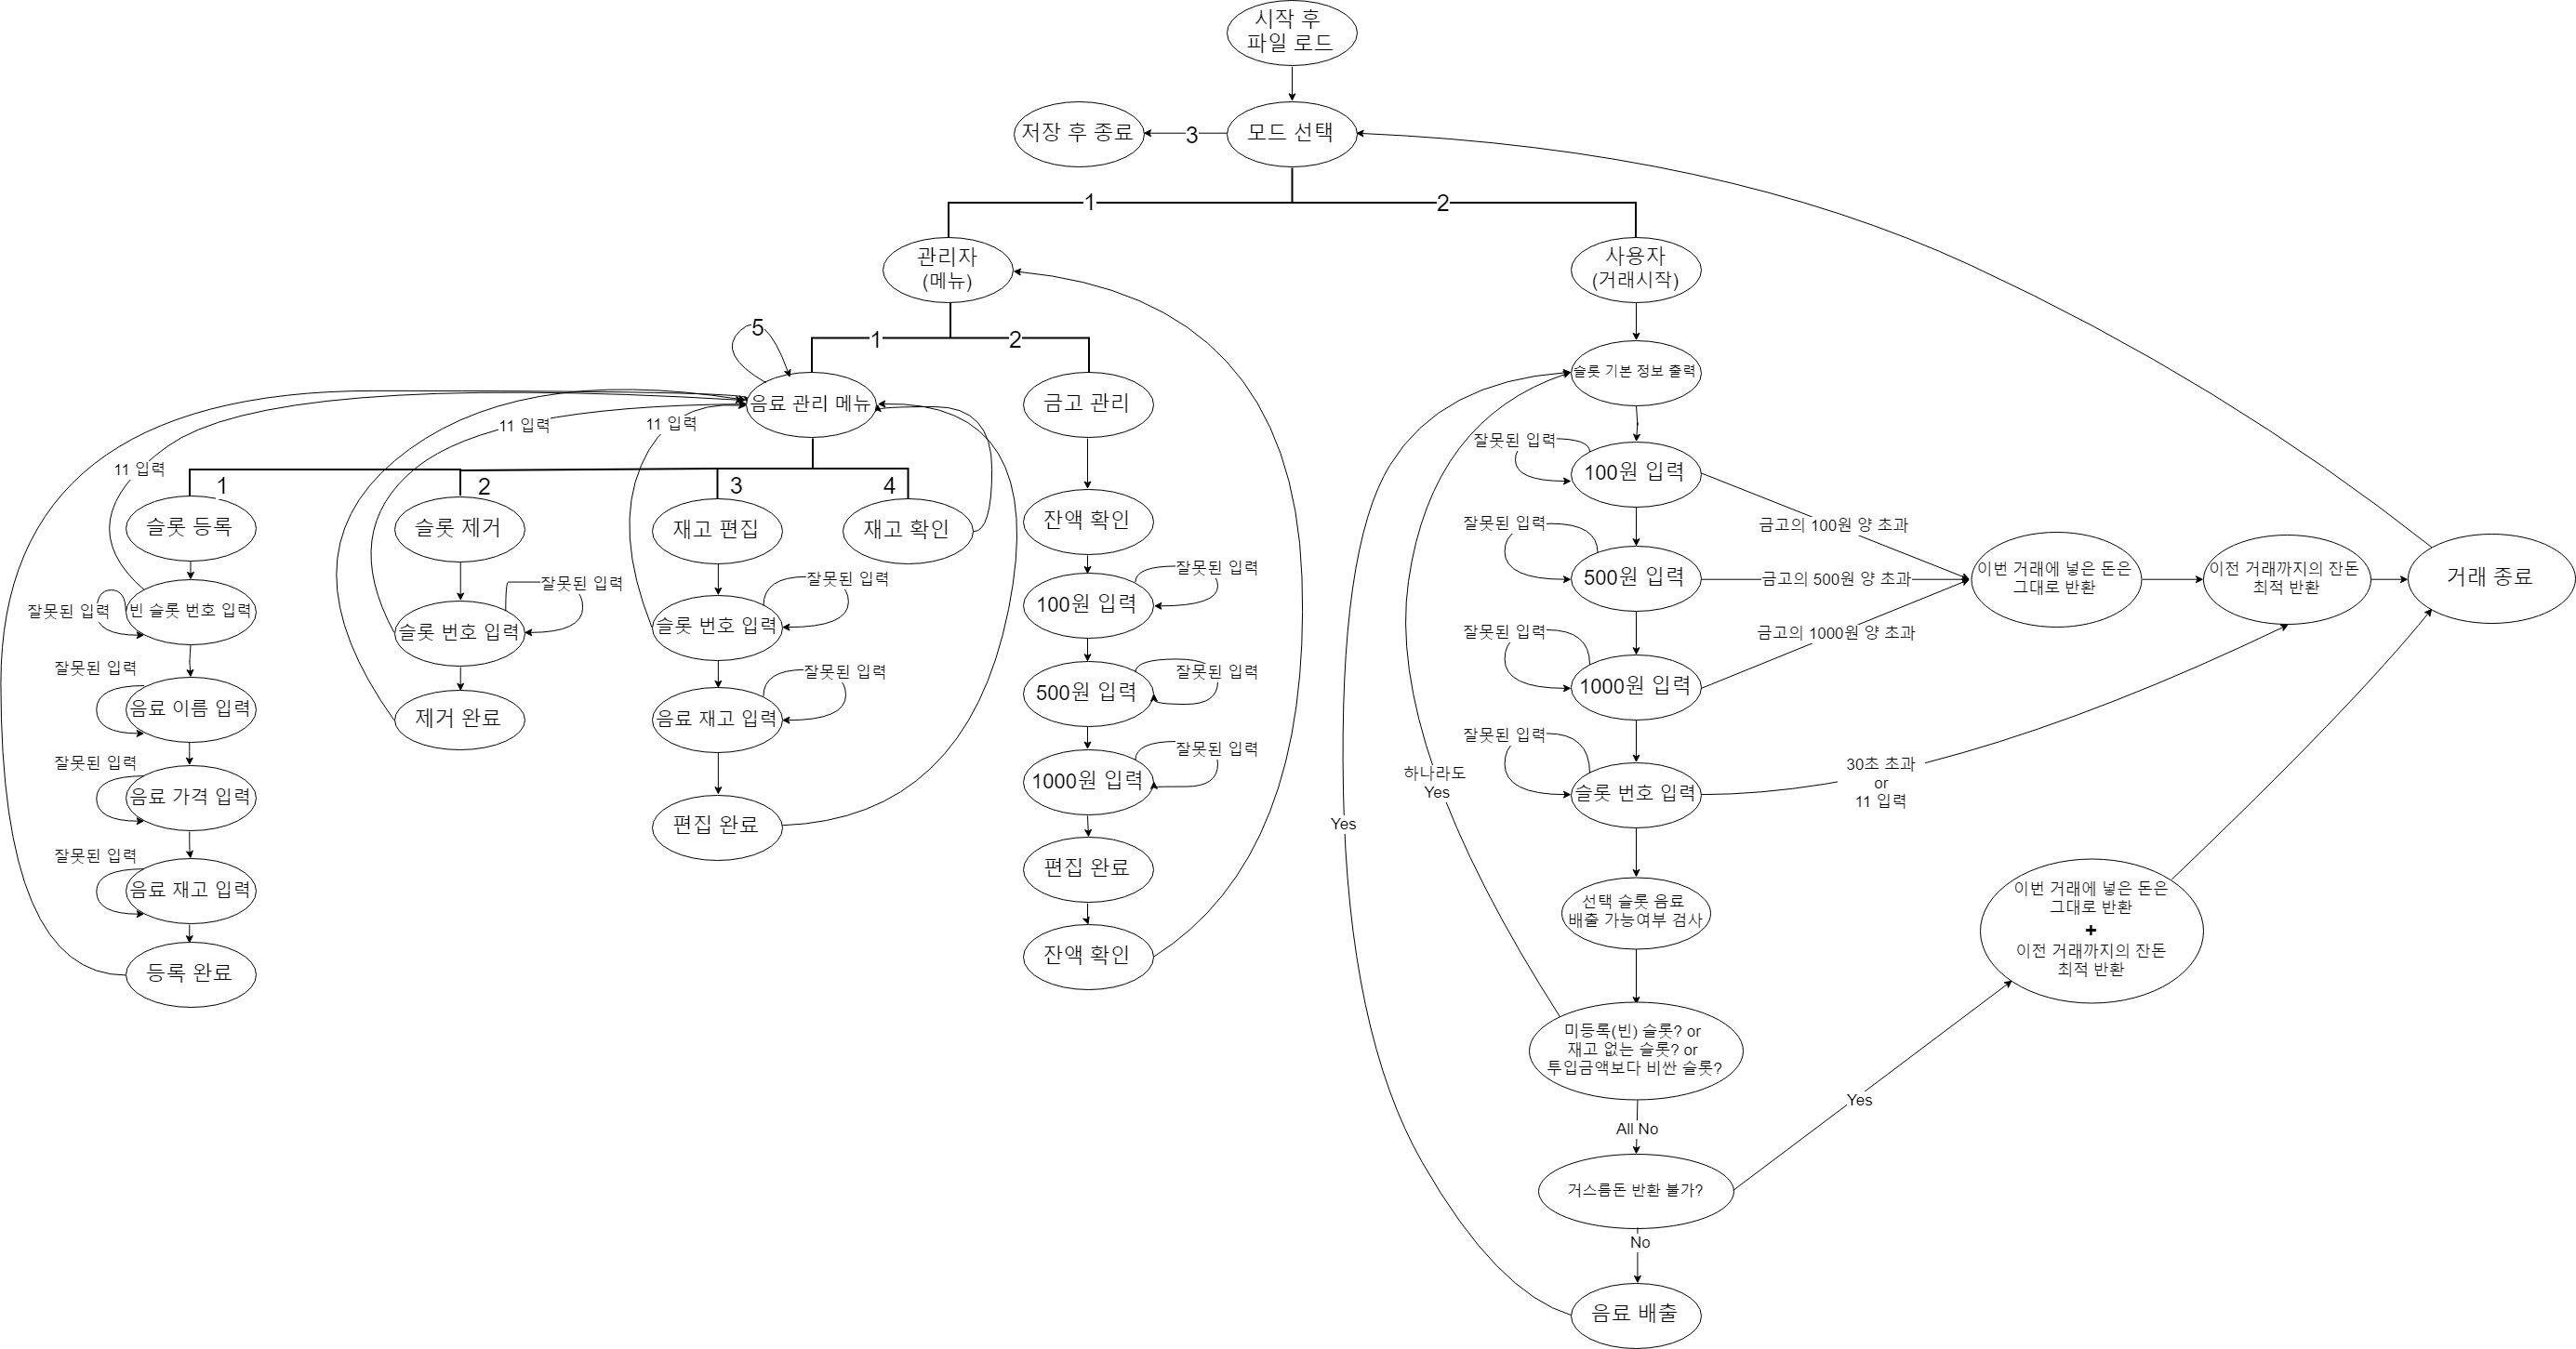 시작 후
파일 로드
저장 후 종료
3
모드 선택
1
2
관리자
(메뉴)
사용자
(거래시작)
5
1
2
음료 관리 메뉴
금고 관리
11 입력
11 입력
11 입력
1
2
3
4
슬롯 등록
슬롯 제거
재고 편집
재고 확인
잘못된 입력
빈 슬롯 번호 입력
잘못된 입력
음료 이름 입력
잘못된 입력
음료 가격 입력
잘못된 입력
음료 재고 입력
등록 완료
잘못된 입력
슬롯 번호 입력
제거 완료
잘못된 입력
슬롯 번호 입력
잘못된 입력
음료 재고 입력
편집 완료
잔액 확인
잘못된 입력
100원 입력
잘못된 입력
500원 입력
잘못된 입력
1000원 입력
편집 완료
잔액 확인
슬롯 기본 정보 출력
잘못된 입력
100원 입력
금고의 100원 양 초과
잘못된 입력
500원 입력
금고의 500원 양 초과
잘못된 입력
1000원 입력
금고의 1000원 양 초과
이번 거래에 넣은 돈은
그대로 반환
이전 거래까지의 잔돈
최적 반환
거래 종료
잘못된 입력
슬롯 번호 입력
30초 초과
or
11 입력
하나라도
Yes
Yes
선택 슬롯 음료
배출 가능여부 검사
이번 거래에 넣은 돈은
그대로 반환
+
이전 거래까지의 잔돈
최적 반환
미등록(빈) 슬롯? or
재고 없는 슬롯? or
투입금액보다 비싼 슬롯?
Yes
All No
거스름돈 반환 불가?
No
음료 배출